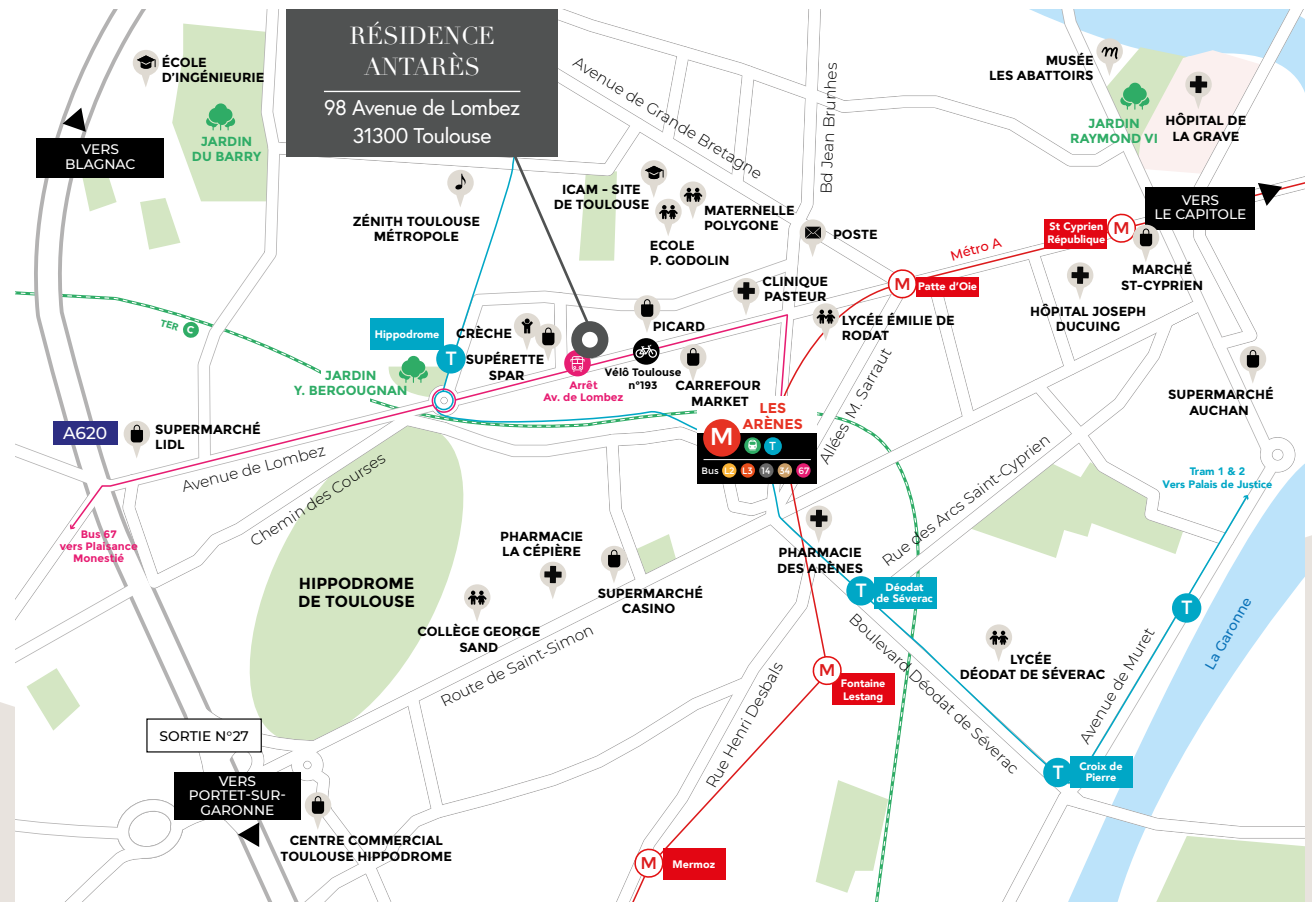 RÉSIDENCE
ANTARÈS
98 Avenue de Lombez
31300 Toulouse
ÉCOLE
D'INGÉNIEURIE
JARDIN
DU BARRY
VERS
BLAGNAC
ZÉNITH TOULOUSE
MÉTROPOLE
Avenue de Grande Bretagne
Bd Jean Brunhes
MUSÉE
LES ABATTOIRS
JARDIN
RAYMOND VI
HÔPITAL DE
LA GRAVE
VERS
LE CAPITOLE
ICAM - SITE
DE TOULOUSE
MATERNELLE
POLYGONE
ECOLE
P. GODOLIN
POSTE
Métro A
St Cyprien
République
M
MARCHÉ
ST-CYPRIEN
M
Patte d'Oie
CLINIQUE
PASTEUR
HÔPITAL JOSEPH
DUCUING
LYCÉE ÉMILIE DE
RODAT
PICARD
CRÈCHE
SUPÉRETTE
SPAR
Hippodrome
T
TER C
JARDIN
Y. BERGOUGNAN
Arrêt
Av. de Lombez
Vélô Toulouse
n°193
CARREFOUR
MARKET
SUPERMARCHÉ
AUCHAN
A620
SUPERMARCHÉ
LIDL
Avenue de Lombez
Chemin des Courses
LES
ARÈNES
M
T
Bus L2 L3 14 34 67
Allées M. Sarraut
Rue des Arcs Saint-Cyprien
Tram 1 & 2
Vers Palais de Justice
Bus 67
vers Plaisance
Monestié
HIPPODROME
DE TOULOUSE
PHARMACIE
LA CÉPIÈRE
PHARMACIE
DES ARÈNES
SUPERMARCHÉ
CASINO
COLLÈGE GEORGE
SAND
Route de Saint-Simon
T
Déodat
de Séverac
T
La Garonne
LYCÉE
DÉODAT DE SÉVERAC
Boulevard Déodat de Séverac
Avenue de Muret
M
Fontaine
Lestang
Rue Henri Desbals
SORTIE N°27
VERS
PORTET-SUR-
GARONNE
T
Croix de
Pierre
CENTRE COMMERCIAL
TOULOUSE HIPPODROME
M
Mermoz